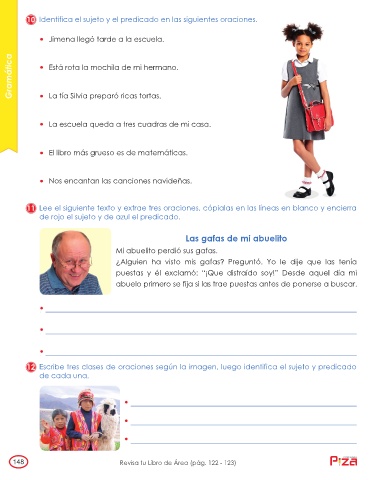 Gramática
10 Identifica el sujeto y el predicado en las siguientes oraciones.
• Jimena llegó tarde a la escuela.
• Está rota la mochila de mi hermano.
• La tía Silvia preparó ricas tortas.
• La escuela queda a tres cuadras de mi casa.
• El libro más grueso es de matemáticas.
• Nos encantan las canciones navideñas.
11 Lee el siguiente texto y extrae tres oraciones, cópialas en las líneas en blanco y encierra
de rojo el sujeto y de azul el predicado.
Las gafas de mi abuelito
Mi abuelito perdió sus gafas.
¿Alguien ha visto mis gafas? Preguntó. Yo le dije que las tenía
puestas y él exclamó: "¡Que distraído soy!" Desde aquel día mi
abuelo primero se fija si las trae puestas antes de ponerse a buscar.
•
•
•
12 Escribe tres clases de oraciones según la imagen, luego identifica el sujeto y predicado
de cada una.
•
•
•
148
Revisa tu Libro de Área (pág. 122 - 123)